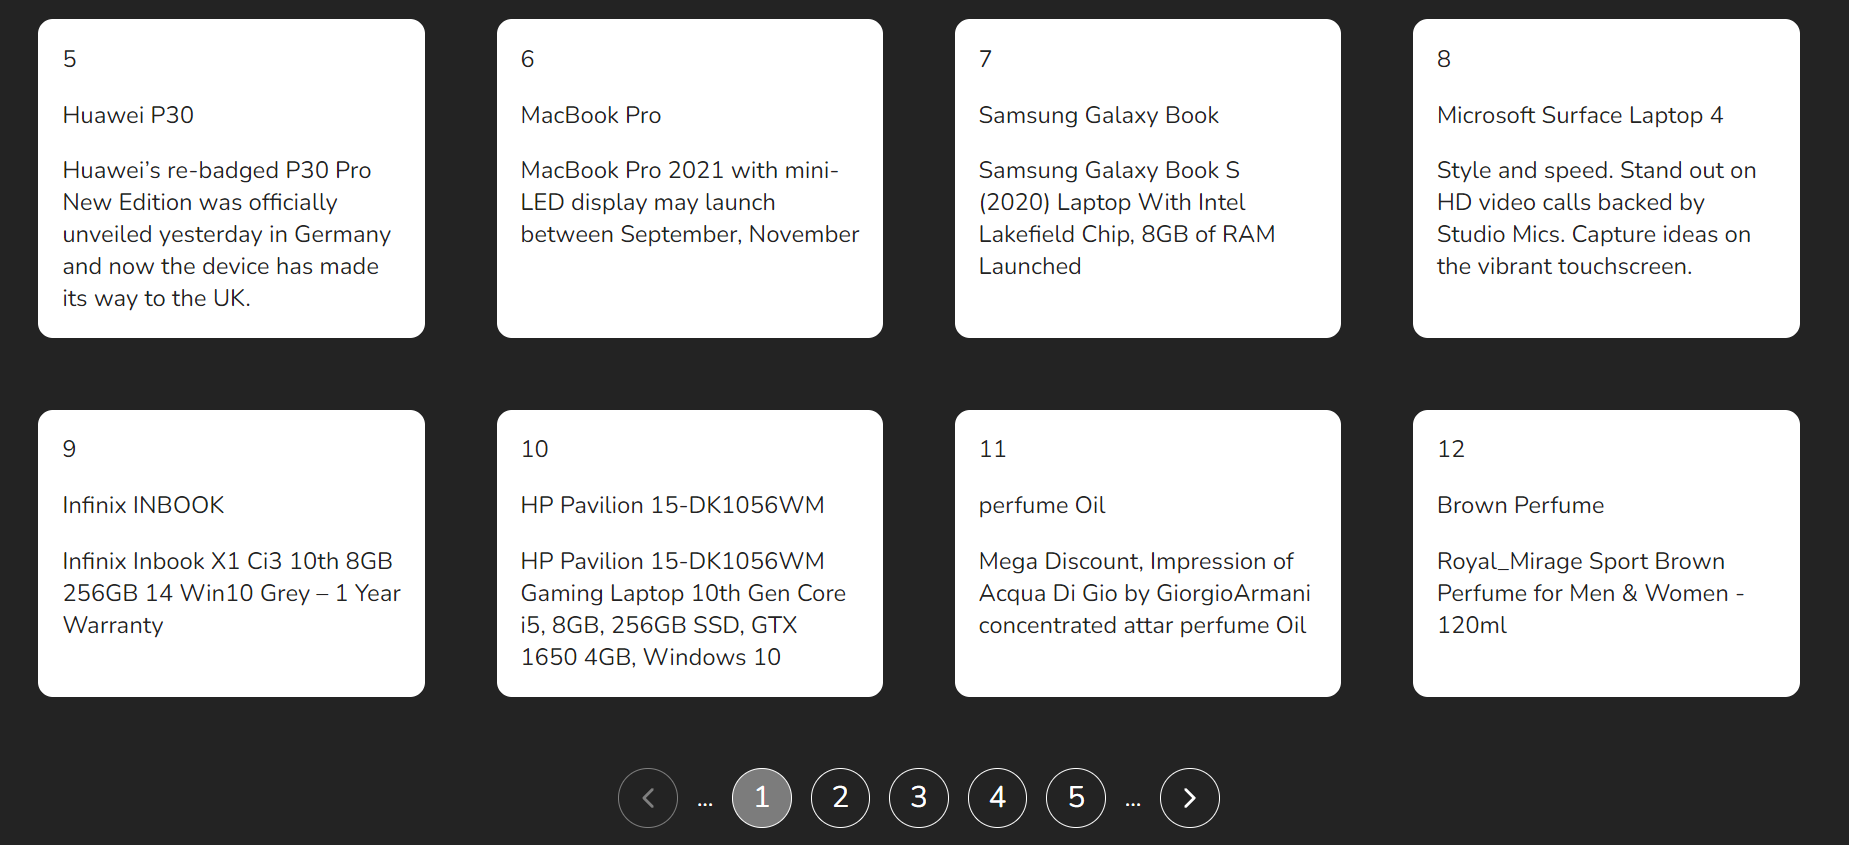 5
Huawei P30
Huawei’s re-badged P30 Pro
New Edition was officially
unveiled yesterday in Germany
and now the device has made
its way to the UK.
6
MacBook Pro
MacBook Pro 2021 with mini-
LED display may launch
between September, November
7
Samsung Galaxy Book
Samsung Galaxy Book S
(2020) Laptop With Intel
Lakefield Chip, 8GB of RAM
Launched
8
Microsoft Surface Laptop 4
Style and speed. Stand out on
HD video calls backed by
Studio Mics. Capture ideas on
the vibrant touchscreen.
9
Infinix INBOOK
Infinix Inbook X1 Ci3 10th 8GB
256GB 14 Win10 Grey – 1 Year
Warranty
10
HP Pavilion 15-DK1056WM
HP Pavilion 15-DK1056WM
Gaming Laptop 10th Gen Core
i5, 8GB, 256GB SSD, GTX
1650 4GB, Windows 10
11
perfume Oil
Mega Discount, Impression of
Acqua Di Gio by GiorgioArmani
concentrated attar perfume Oil
12
Brown Perfume
Royal_Mirage Sport Brown
Perfume for Men & Women -
120ml
... 1 2 3 4 5 ...